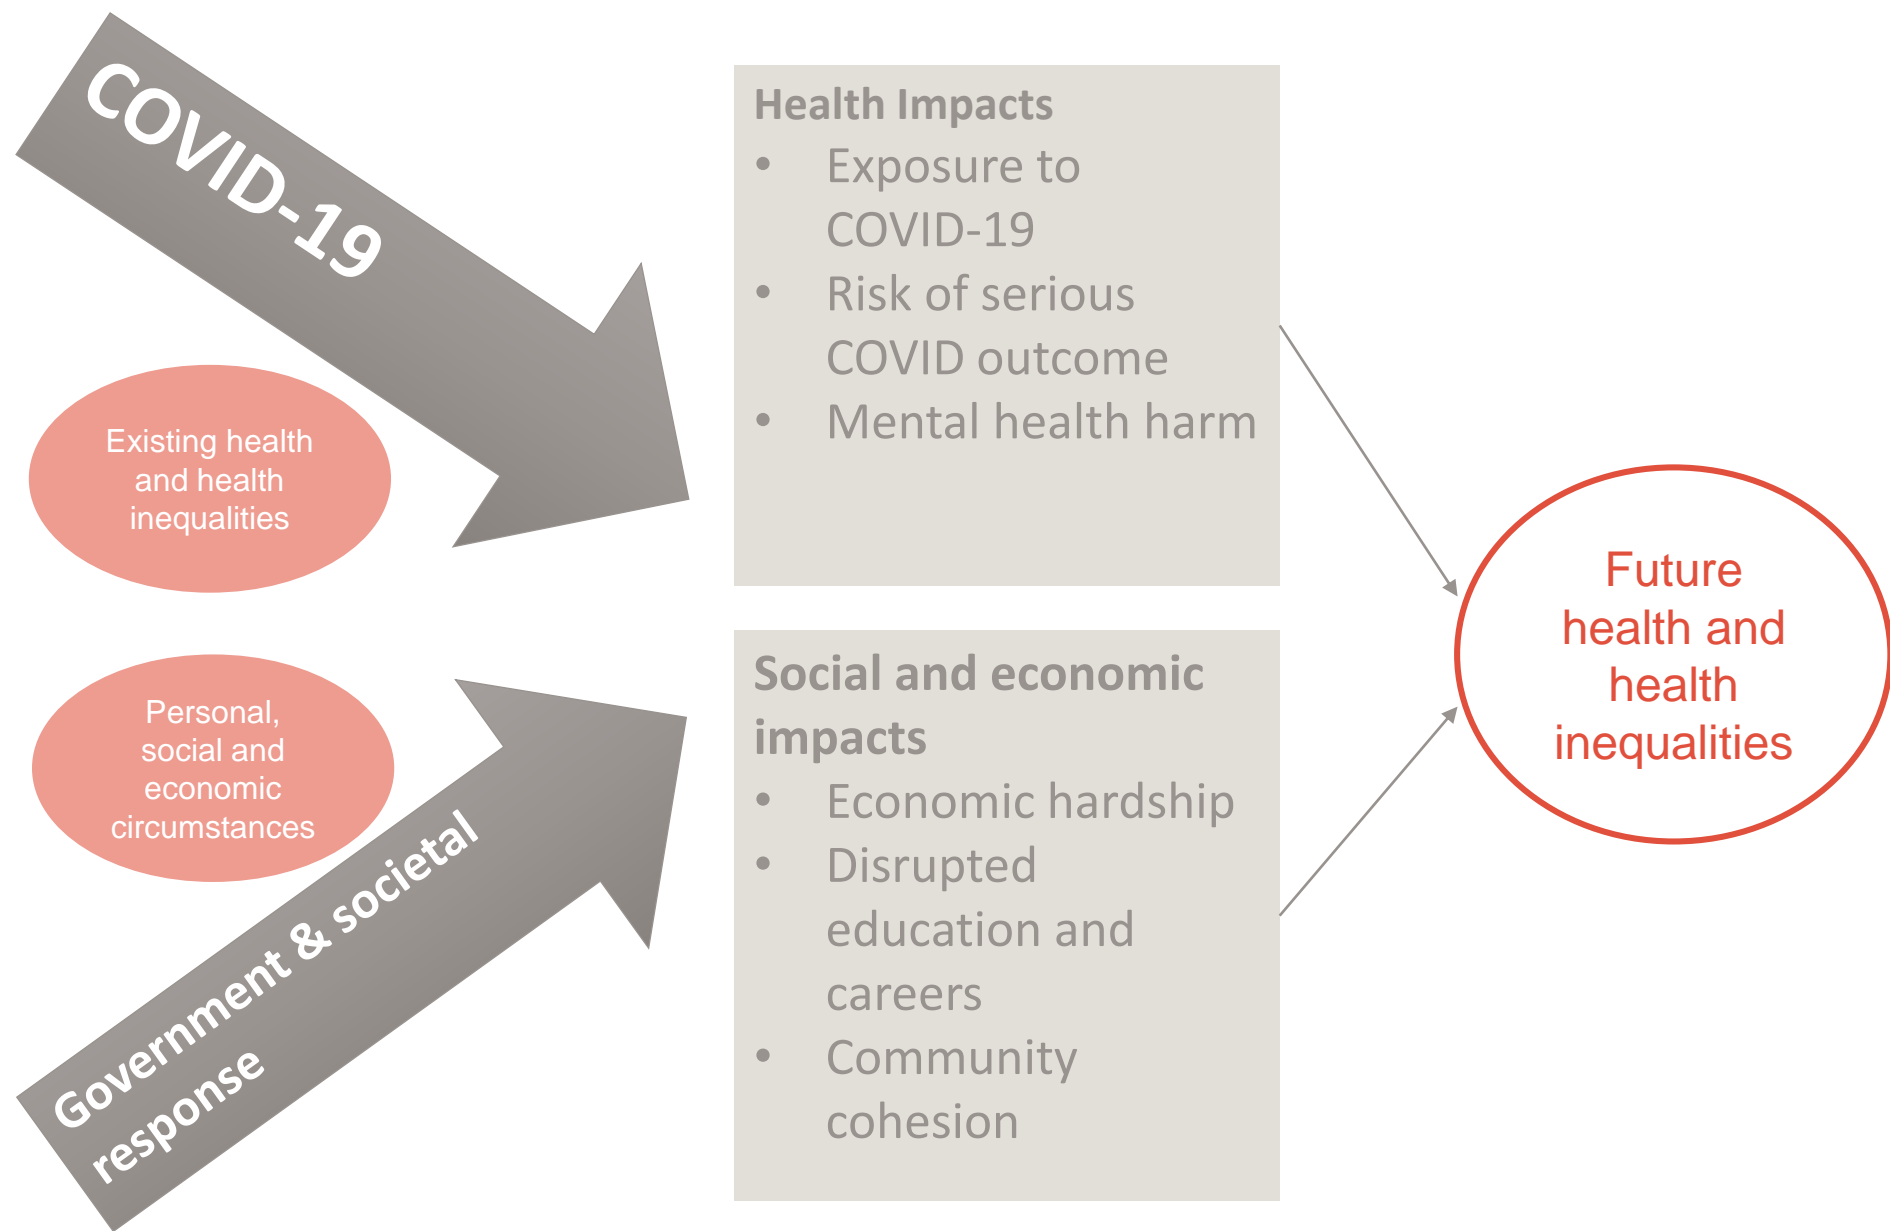 COVID-19
Existing health
and health
inequalities
Personal,
social and
economic
circumstances
Government & societal
response
Health Impacts
• Exposure to
COVID-19
• Risk of serious
COVID outcome
• Mental health harm
Social and economic
impacts
• Economic hardship
• Disrupted
education and
careers
• Community
cohesion
Future
health and
health
inequalities